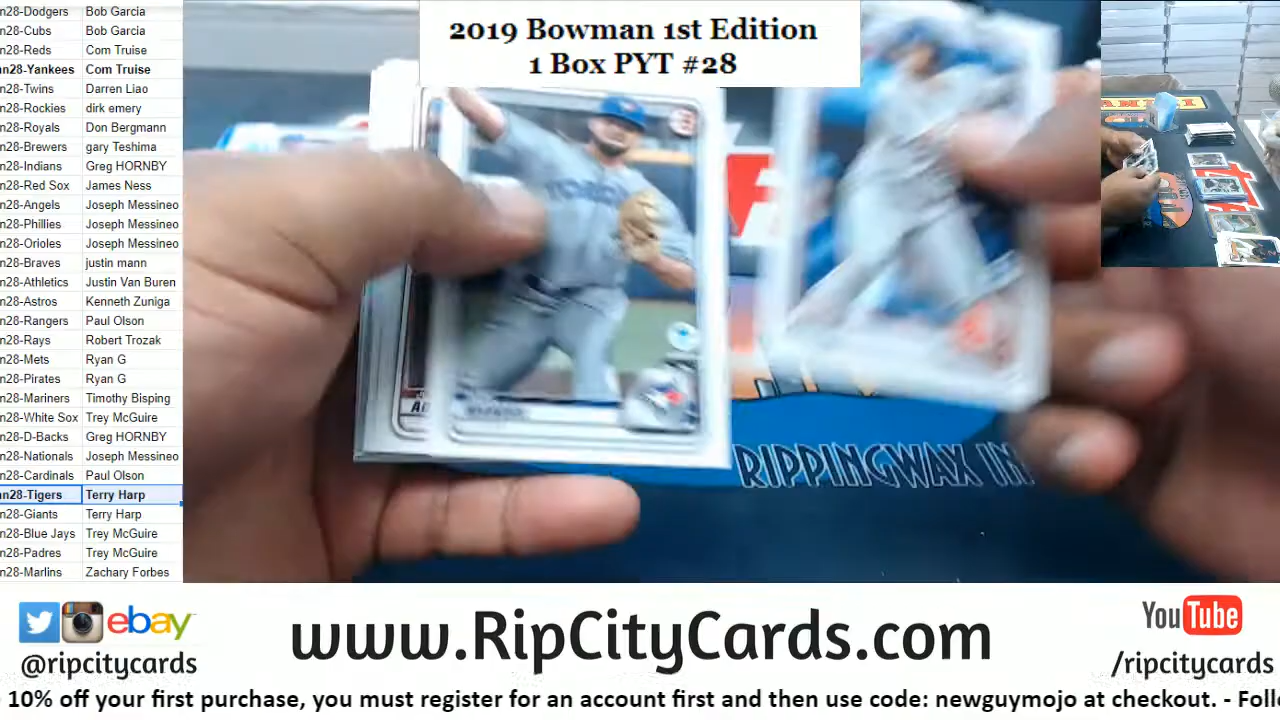 n28-Dodgers Bob Garcia
n28-Cubs Bob Garcia
n28-Reds Com Truise
n28-Yankees Com Truise
n28-Twins Darren Liao
n28-Rockies dirk emery
n28-Royals Don Bergmann
n28-Brewers gary Teshima
n28-Indians Greg HORNBY
n28-Red Sox James Ness
n28-Angels Joseph Messineo
n28-Phillies Joseph Messineo
n28-Orioles Joseph Messineo
n28-Braves justin mann
n28-Athletics Justin Van Buren
n28-Astros Kenneth Zuniga
n28-Rangers Paul Olson
n28-Rays Robert Trozak
n28-Mets Ryan G
n28-Pirates Ryan G
n28-Mariners Timothy Bisping
n28-White Sox Trey McGuire
n28-D-Backs Greg HORNBY
n28-Nationals Joseph Messineo
n28-Cardinals Paul Olson
n28-Tigers Terry Harp
n28-Giants Terry Harp
n28-Blue Jays Trey McGuire
n28-Padres Trey McGuire
n28-Marlins Zachary Forbes
2019 Bowman 1st Edition
1 Box PYT #28
RIPPINGWAX IN
ebay
@ripcitycards
www.RipCityCards.com
YouTube
/ripcitycards
10% off your first purchase, you must register for an account first and then use code: newguymojo at checkout. - Foll